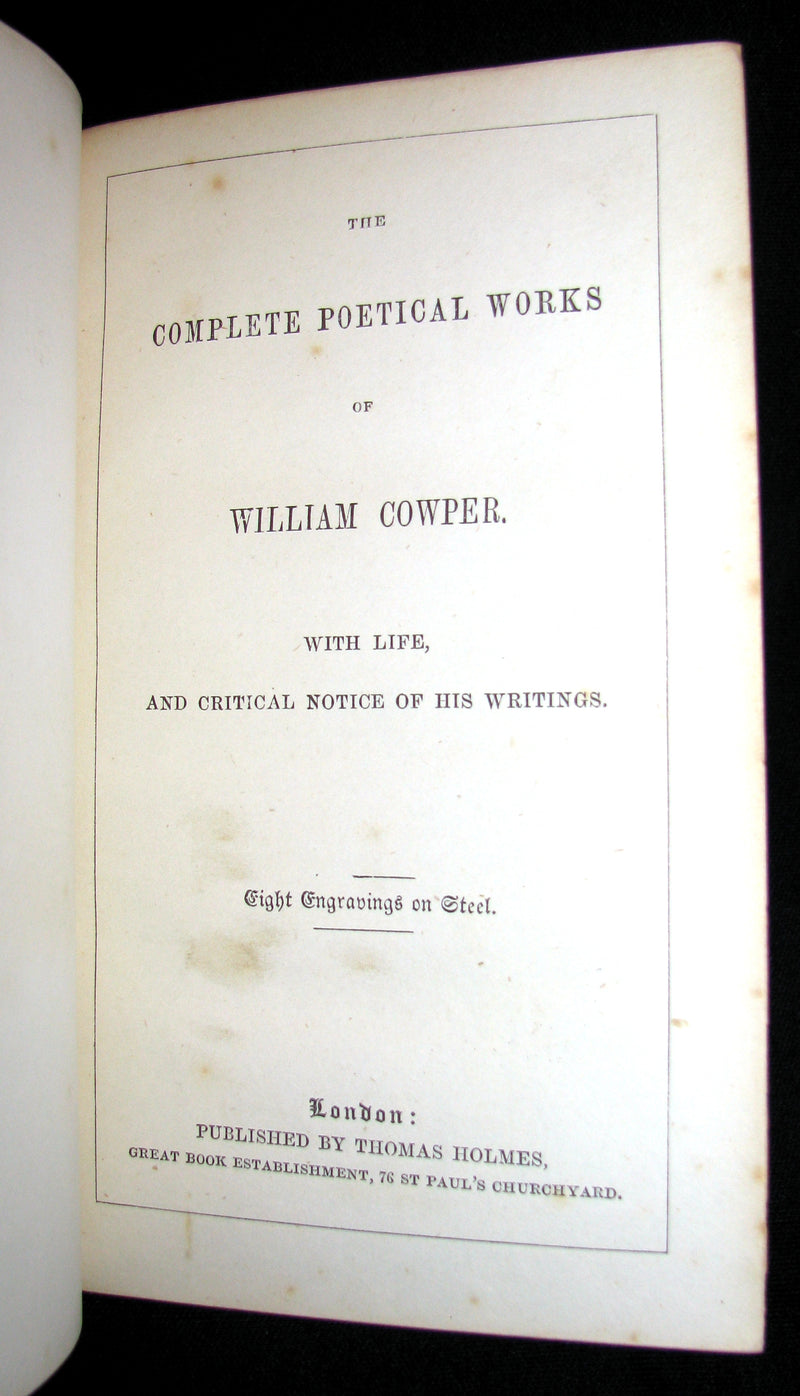 THE
COMPLETE POETICAL WORKS
OF
WILLIAM COWPER.
WITH LIFE,
AND CRITICAL NOTICE OF HIS WRITINGS.
Eight Engravings on Steel.
London:
PUBLISHED BY THOMAS HOLMES,
GREAT BOOK ESTABLISHMENT, 76 ST PAUL'S CHURCHYARD.